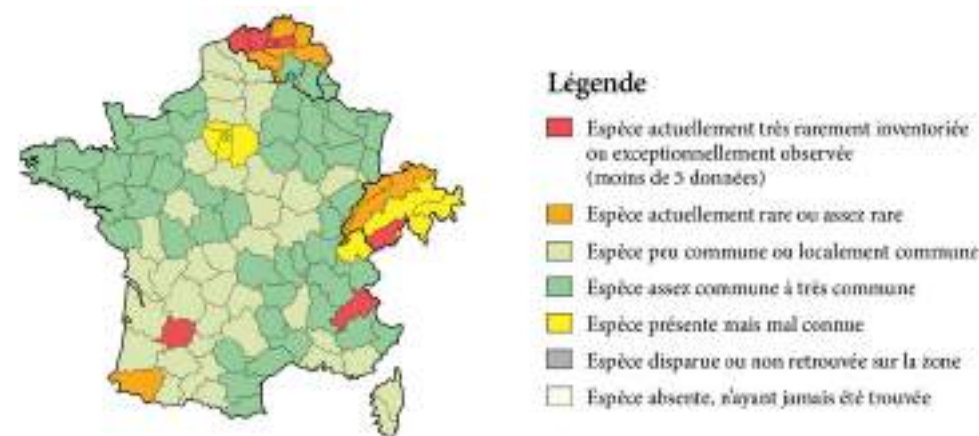 Légende
Espèce actuellement très rarement inventoriée
ou exceptionnellement observée
(moins de 5 données)
Espèce actuellement rare ou assez rare
Espèce peu commune ou localement commune
Espèce assez commune à très commune
Espèce présente mais mal connue
Espèce disparue ou non retrouvée sur la zone
Espèce absente, n'ayant jamais été trouvée